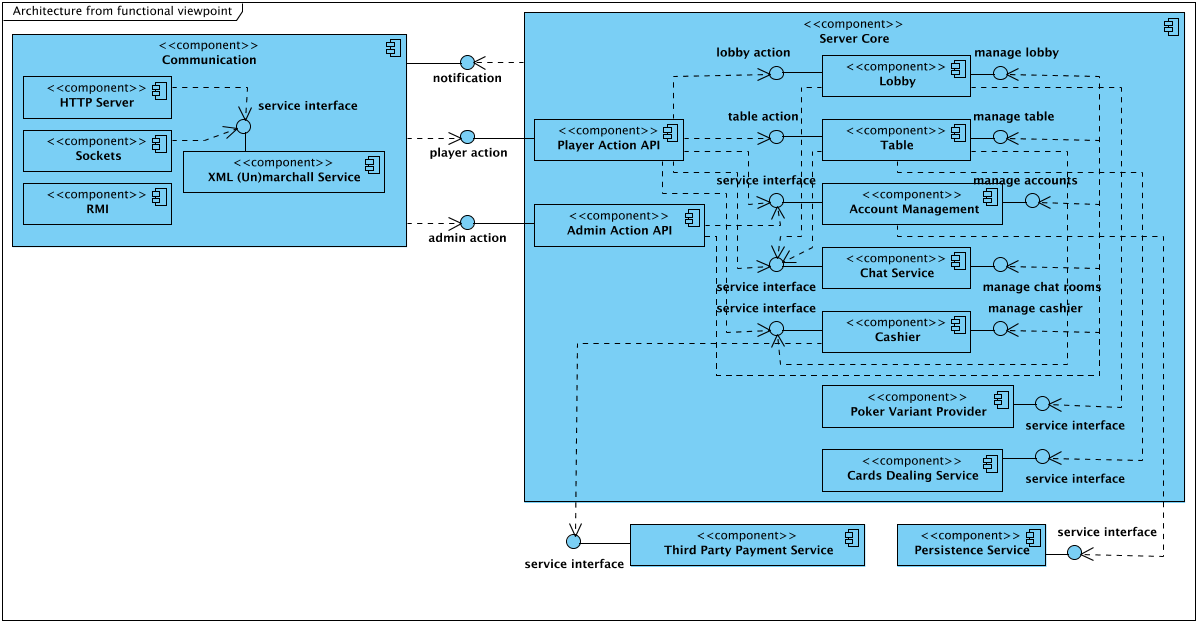 Architecture from functional viewpoint
<<component>>
Communication
<<component>>
HTTP Server
service interface
<<component>>
Sockets
<<component>>
XML (Un)marchall Service
<<component>>
RMI
notification
player action
admin action
<<component>>
Server Core
lobby action
<<component>>
Lobby
manage lobby
table action
<<component>>
Player Action API
<<component>>
Table
manage table
service interface
<<component>>
Account Management
manage accounts
<<component>>
Admin Action API
<<component>>
Chat Service
service interface
manage chat rooms
service interface
manage cashier
<<component>>
Cashier
<<component>>
Poker Variant Provider
service interface
<<component>>
Cards Dealing Service
service interface
<<component>>
Third Party Payment Service
service interface
<<component>>
Persistence Service
service interface